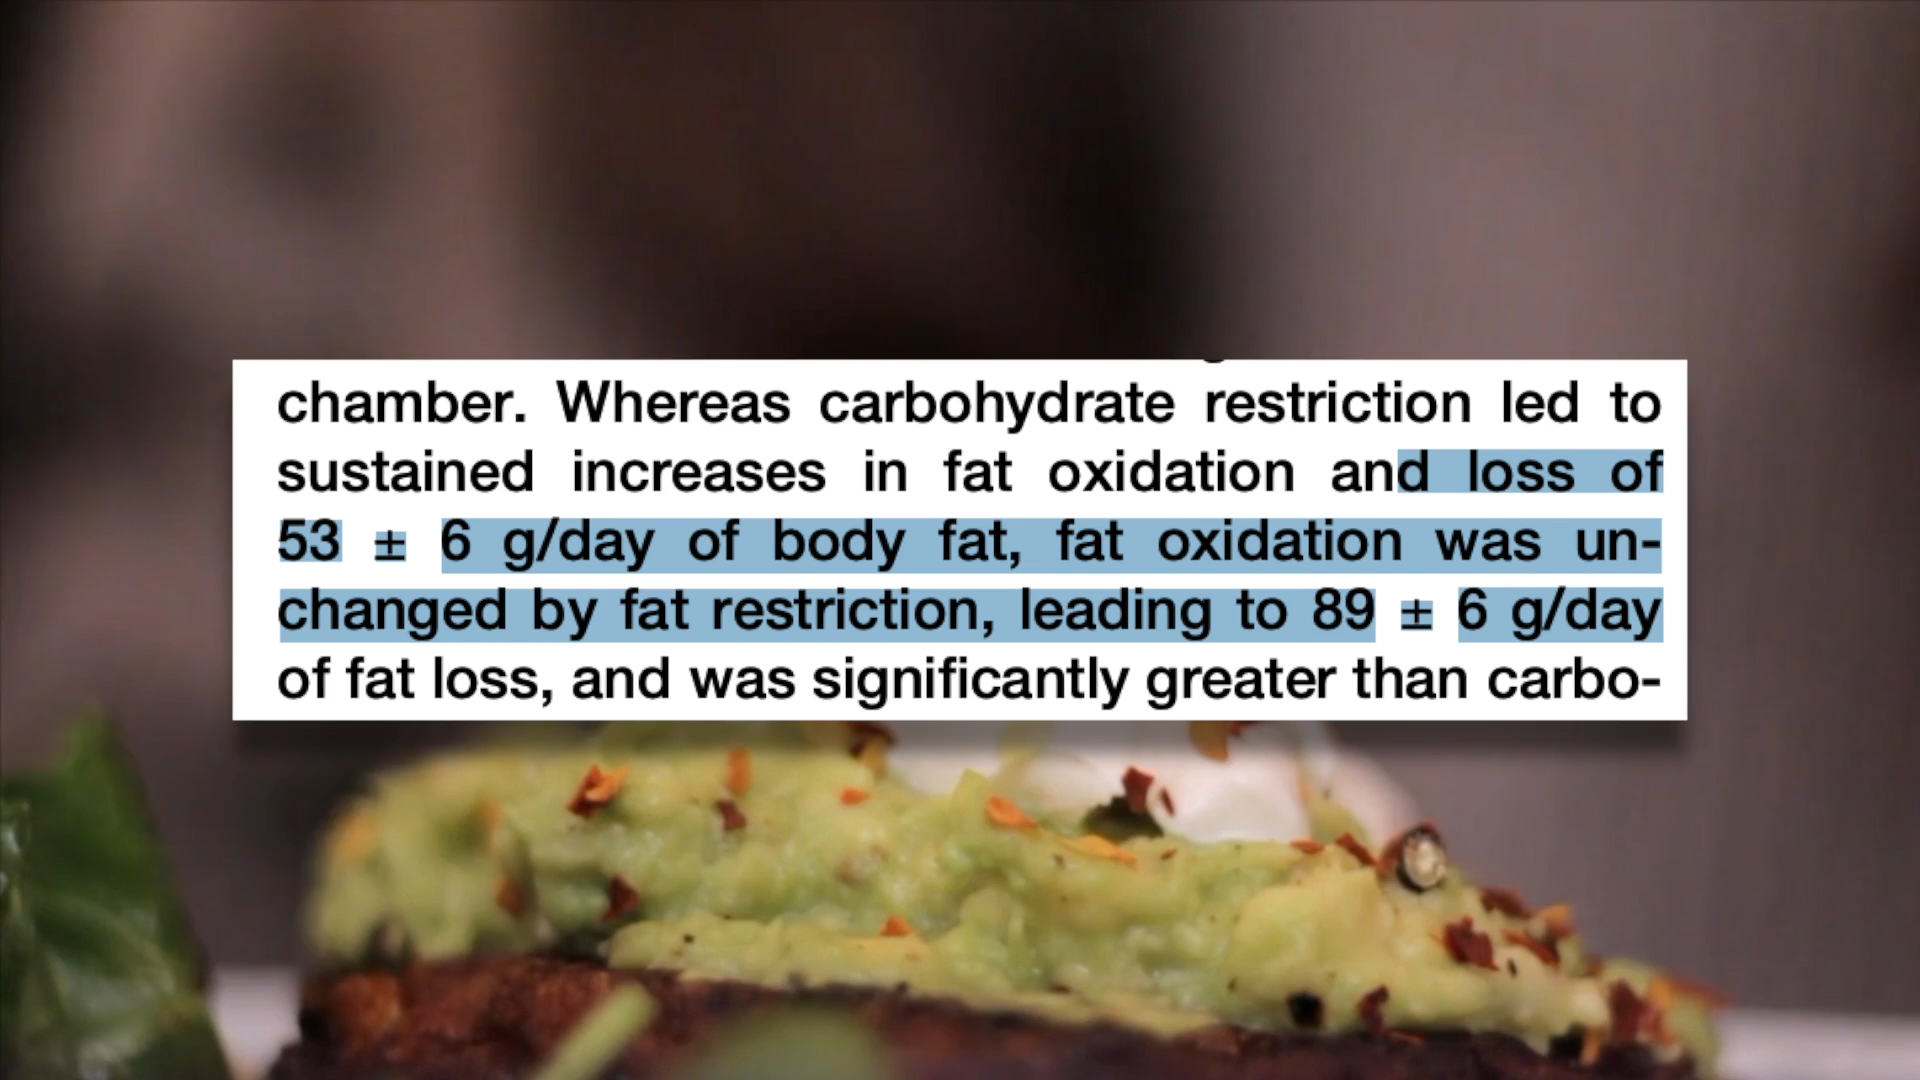 chamber. Whereas carbohydrate restriction led to
sustained increases in fat oxidation and loss of
53 ± 6 g/day of body fat, fat oxidation was un-
changed by fat restriction, leading to 89 ± 6 g/day
of fat loss, and was significantly greater than carbo-